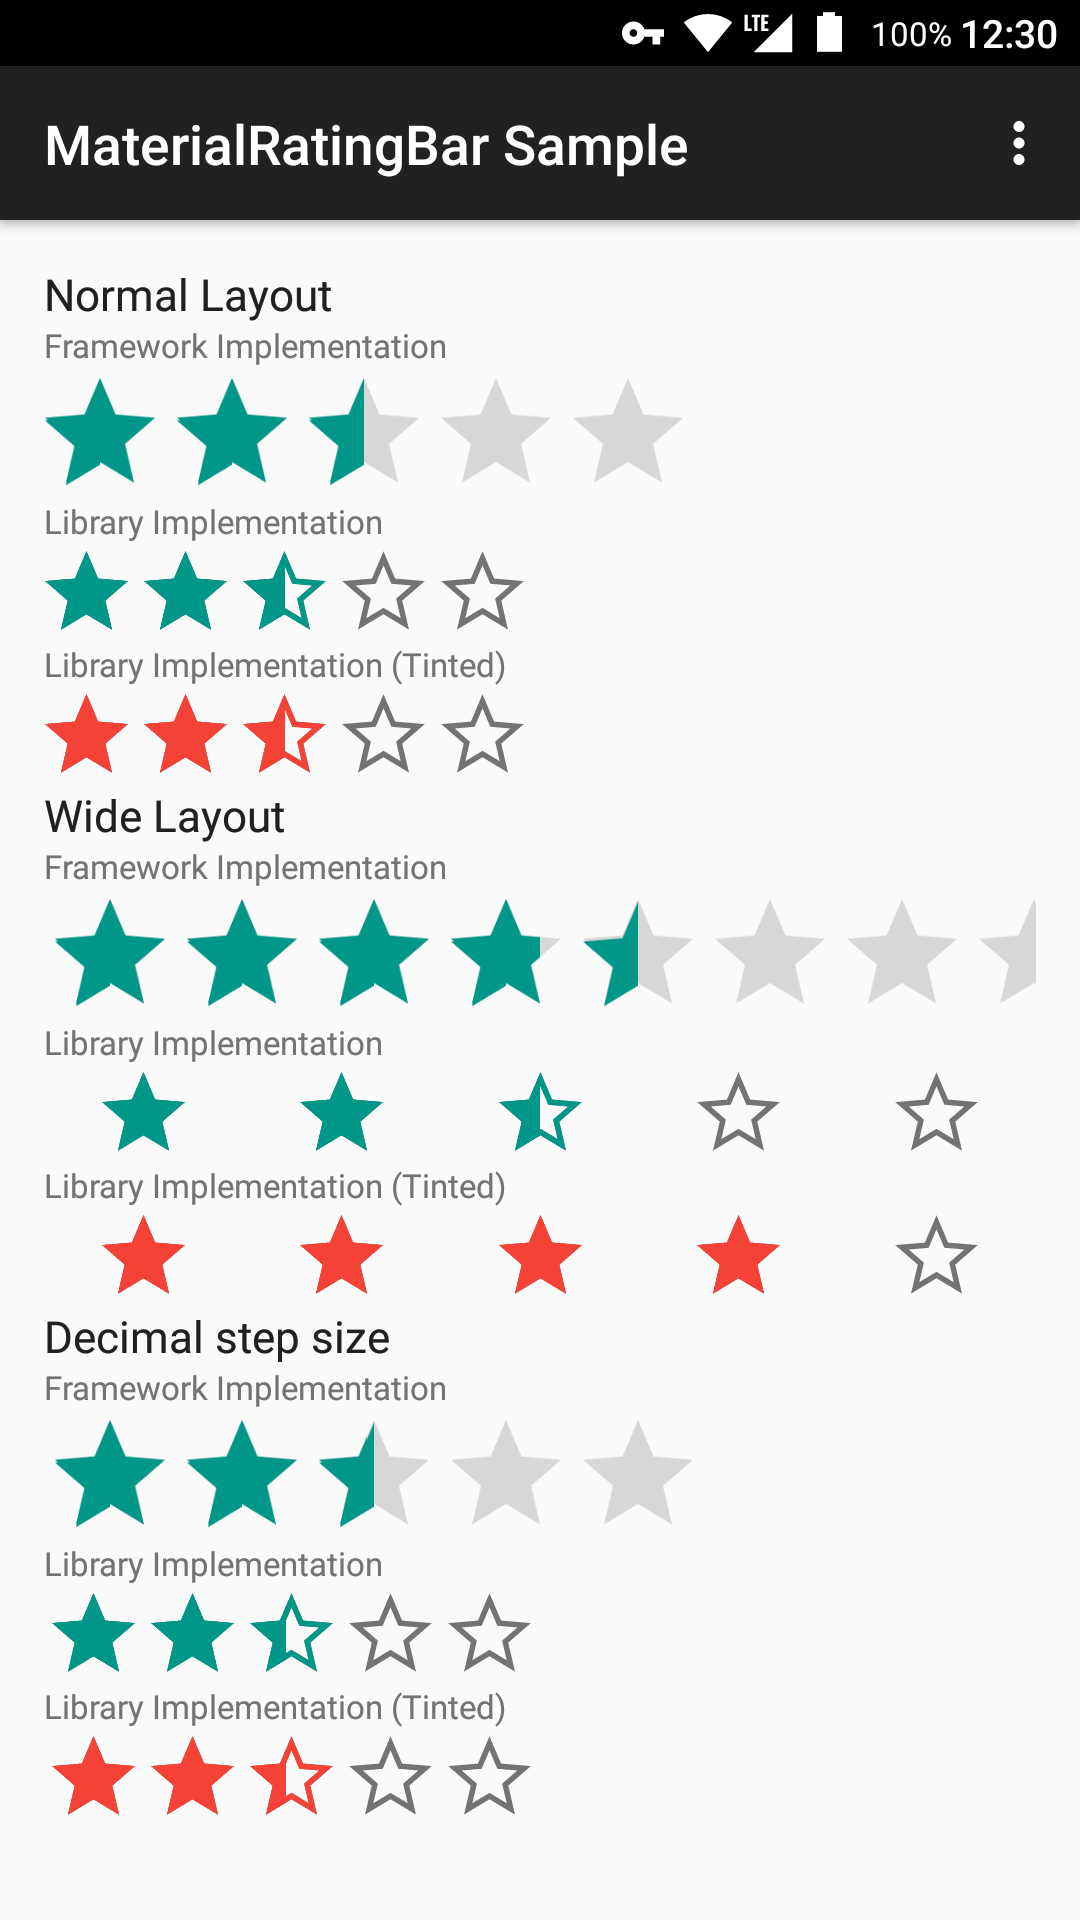 LTE 100% 12:30
MaterialRatingBar Sample
Normal Layout
Framework Implementation
Library Implementation
Library Implementation (Tinted)
Wide Layout
Framework Implementation
Library Implementation
Library Implementation (Tinted)
Decimal step size
Framework Implementation
Library Implementation
Library Implementation (Tinted)